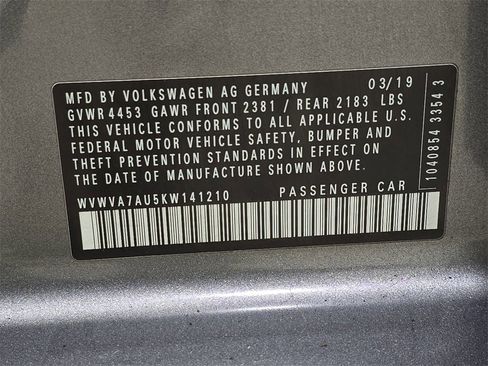 MFD BY VOLKSWAGEN AG GERMANY 03/19
GVWR 4453 GAWR FRONT 2381 / REAR 2183 LBS
THIS VEHICLE CONFORMS TO ALL APPLICABLE U.S.
FEDERAL MOTOR VEHICLE SAFETY, BUMPER AND
THEFT PREVENTION STANDARDS IN EFFECT ON
THE DATE OF MANUFACTURE SHOWN ABOVE.
WVWVA7AU5KW141210 PASSENGER CAR
1040854 3354 3